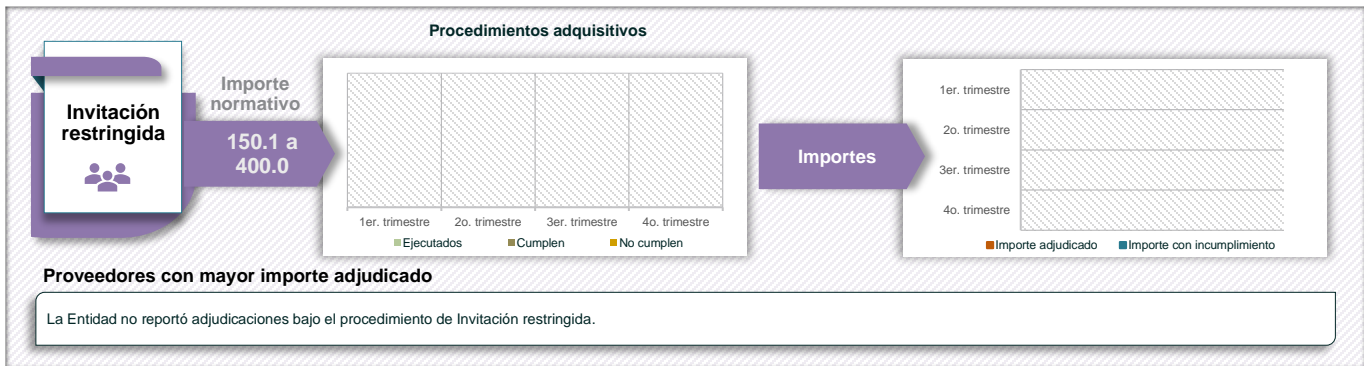 Procedimientos adquisitivos
Invitación
restringida
Importe
normativo
150.1 a
400.0
1er. trimestre
2o. trimestre
3er. trimestre
4o. trimestre
Ejecutados
Cumplen
No cumplen
Importes
1er. trimestre
2o. trimestre
3er. trimestre
4o. trimestre
Importe adjudicado
Importe con incumplimiento
Proveedores con mayor importe adjudicado
La Entidad no reportó adjudicaciones bajo el procedimiento de Invitación restringida.